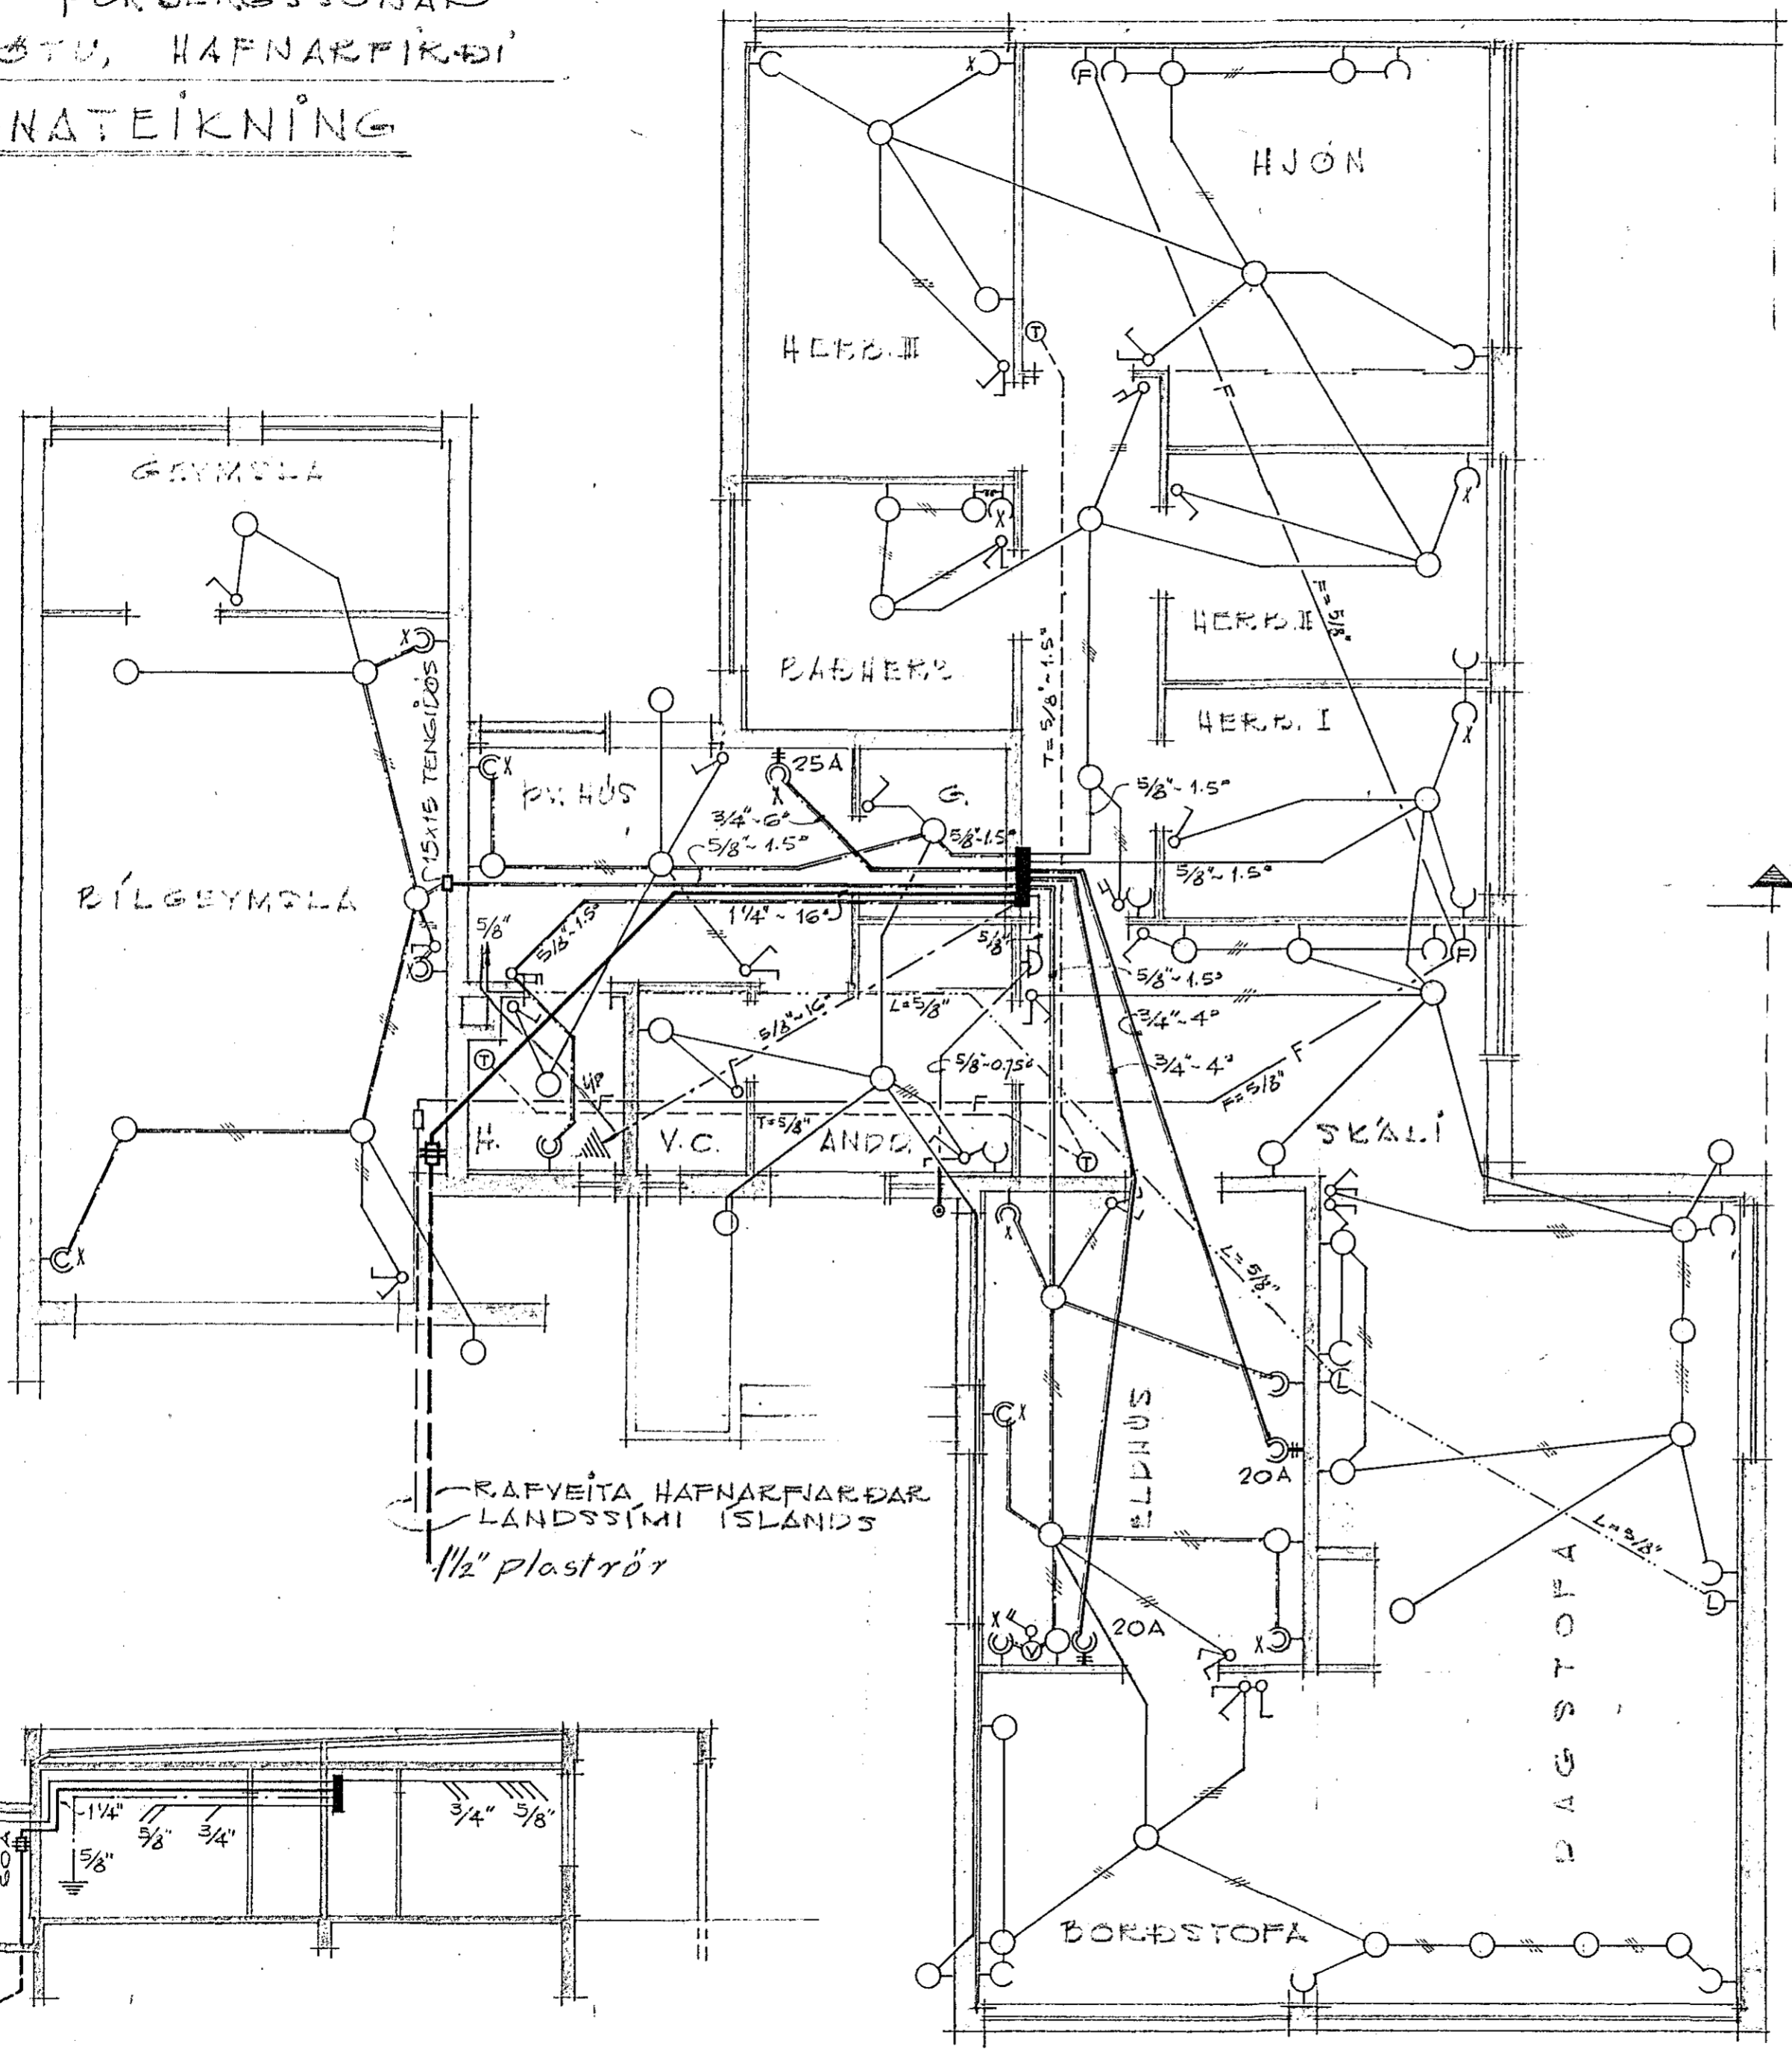 HAFNARFIRÐI
NATEIKNING
HJÓN
HERB. III
GEYMSLA
HERB. II
F=5/8"
BAÐHERB.
T=5/8"~1.5□
HERB. I
15x15 TENGIDÓS
ÞV. HÚS
25A
G.
3/4"~6□
5/8"~1.5□
5/8"~1.5□
5/8"~1.5□
5/8"~1.5□
BÍLGEYMSLA
1 1/4"~16□
5/8"
5/8"~1.5□
5/8"
5/8"~1.5□
5/8"~16□
L=5/8"
3/4"~4□
5/8"~0.75□
3/4"~4□
F
F=5/8"
UP
F
F
T=5/8"
H.
V.C.
ANDD.
SKÁLI
L=5/8"
ELDHÚS
20A
RAFVEITA HAFNARFJARÐAR
LANDSSÍMI ÍSLANDS
1 1/2" plaströr
L=5/8"
20A
DAGSTOFA
BORÐSTOFA
1 1/4"
5/8"
3/4"
3/4"
5/8"
60A
5/8"